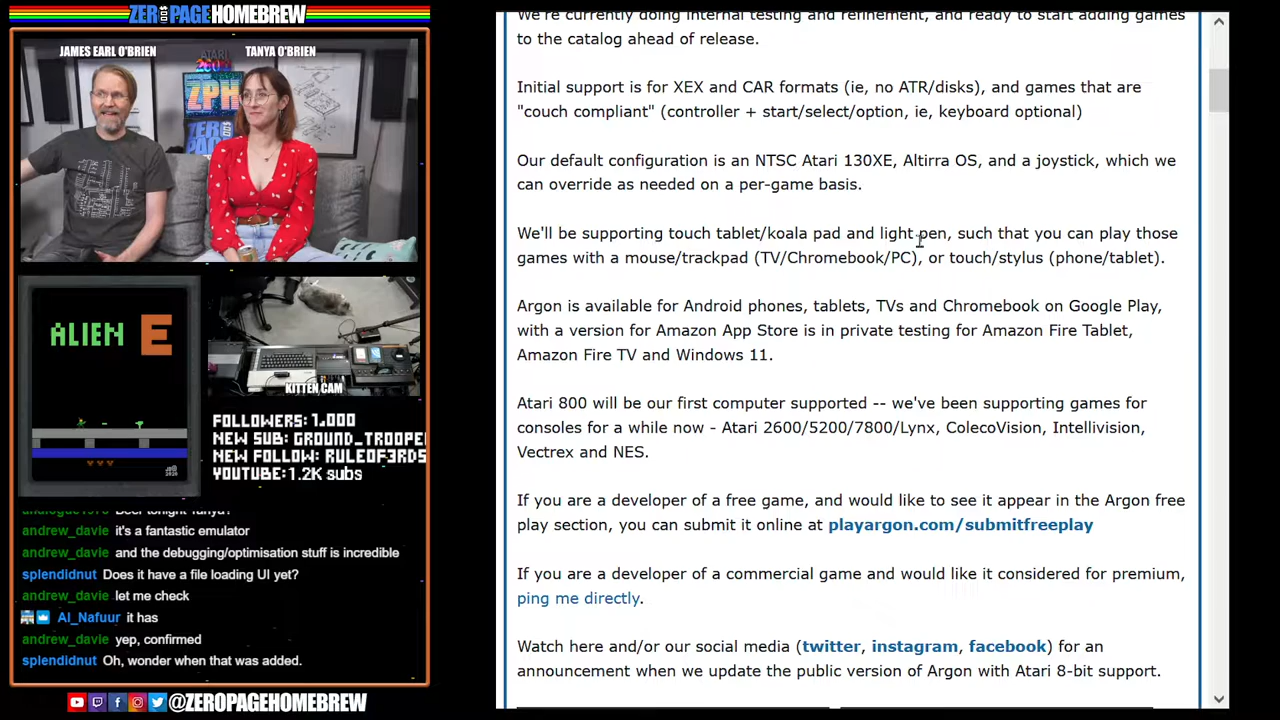 ZEROPAGEHOMEBREW
JAMES EARL O'BRIEN
TANYA O'BRIEN
ATARI
2600
ZPH
ALIEN E
KITTEN CAM
FOLLOWERS: 1,000
NEW SUB: GROUND_TROOPER
NEW FOLLOW: RULEOF3RDS
YOUTUBE: 1.2K subs
Beer tonight Tanya?
andrew_davie it's a fantastic emulator
andrew_davie and the debugging/optimisation stuff is incredible
splendidnut Does it have a file loading UI yet?
andrew_davie let me check
Al_Nafuur it has
andrew_davie yep, confirmed
splendidnut Oh, wonder when that was added.
@ZEROPAGEHOMEBREW
We're currently doing internal testing and refinement, and ready to start adding games
to the catalog ahead of release.
Initial support is for XEX and CAR formats (ie, no ATR/disks), and games that are
"couch compliant" (controller + start/select/option, ie, keyboard optional)
Our default configuration is an NTSC Atari 130XE, Altirra OS, and a joystick, which we
can override as needed on a per-game basis.
We'll be supporting touch tablet/koala pad and light pen, such that you can play those
games with a mouse/trackpad (TV/Chromebook/PC), or touch/stylus (phone/tablet).
Argon is available for Android phones, tablets, TVs and Chromebook on Google Play,
with a version for Amazon App Store is in private testing for Amazon Fire Tablet,
Amazon Fire TV and Windows 11.
Atari 800 will be our first computer supported -- we've been supporting games for
consoles for a while now - Atari 2600/5200/7800/Lynx, ColecoVision, Intellivision,
Vectrex and NES.
If you are a developer of a free game, and would like to see it appear in the Argon free
play section, you can submit it online at playargon.com/submitfreeplay
If you are a developer of a commercial game and would like it considered for premium,
ping me directly.
Watch here and/or our social media (twitter, instagram, facebook) for an
announcement when we update the public version of Argon with Atari 8-bit support.